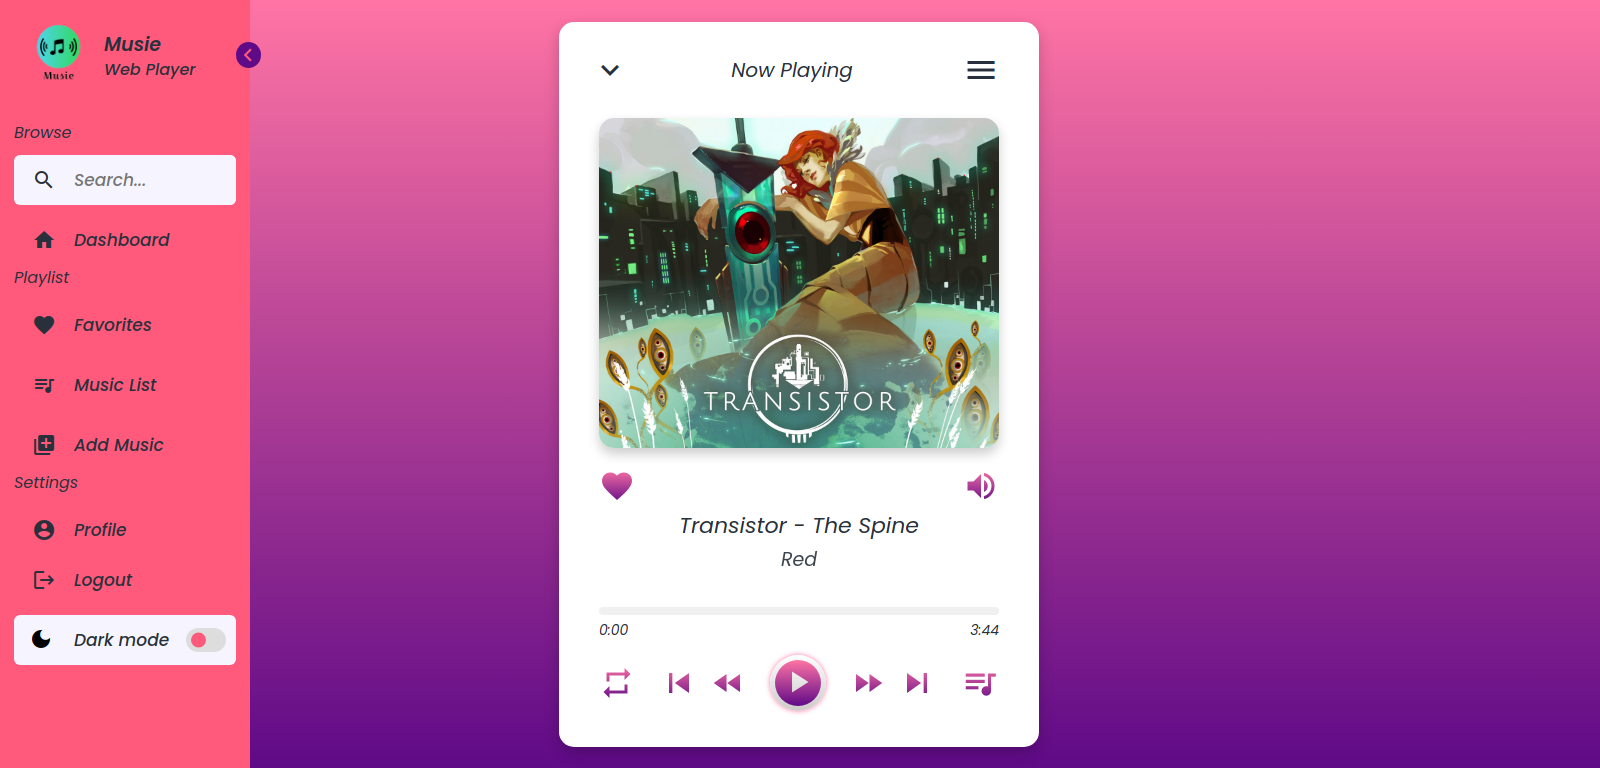 Musie
Musie
Web Player
Browse
Search...
Dashboard
Playlist
Favorites
Music List
Add Music
Settings
Profile
Logout
Dark mode
Now Playing
TRANSISTOR
Transistor - The Spine
Red
0:00
3:44